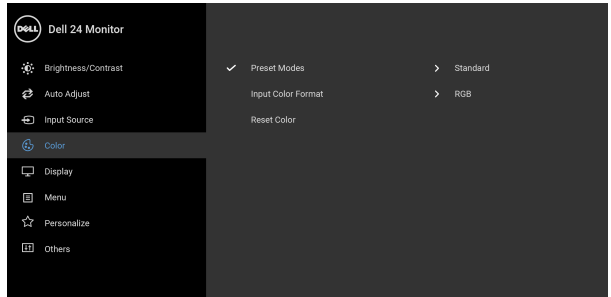 DELL Dell 24 Monitor
Brightness/Contrast
Auto Adjust
Input Source
Color
Display
Menu
Personalize
Others
Preset Modes Standard
Input Color Format RGB
Reset Color